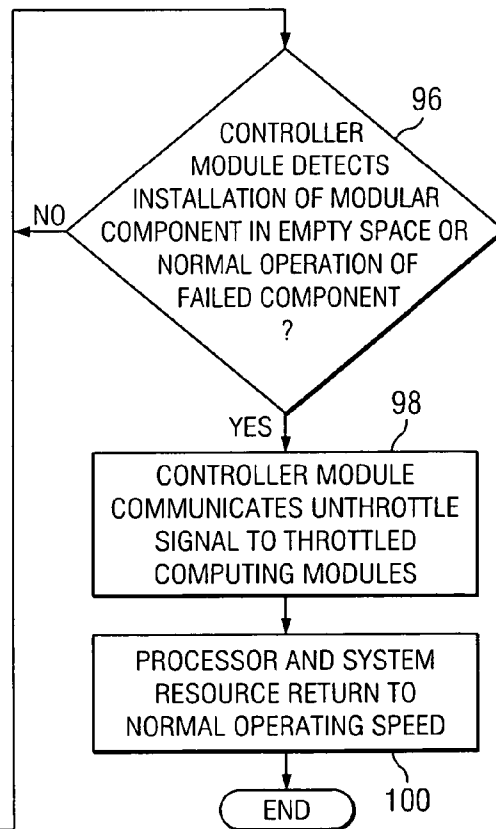 96
CONTROLLER
MODULE DETECTS
INSTALLATION OF MODULAR
COMPONENT IN EMPTY SPACE OR
NORMAL OPERATION OF
FAILED COMPONENT
?
NO
YES
98
CONTROLLER MODULE
COMMUNICATES UNTHROTTLE
SIGNAL TO THROTTLED
COMPUTING MODULES
PROCESSOR AND SYSTEM
RESOURCE RETURN TO
NORMAL OPERATING SPEED
100
END